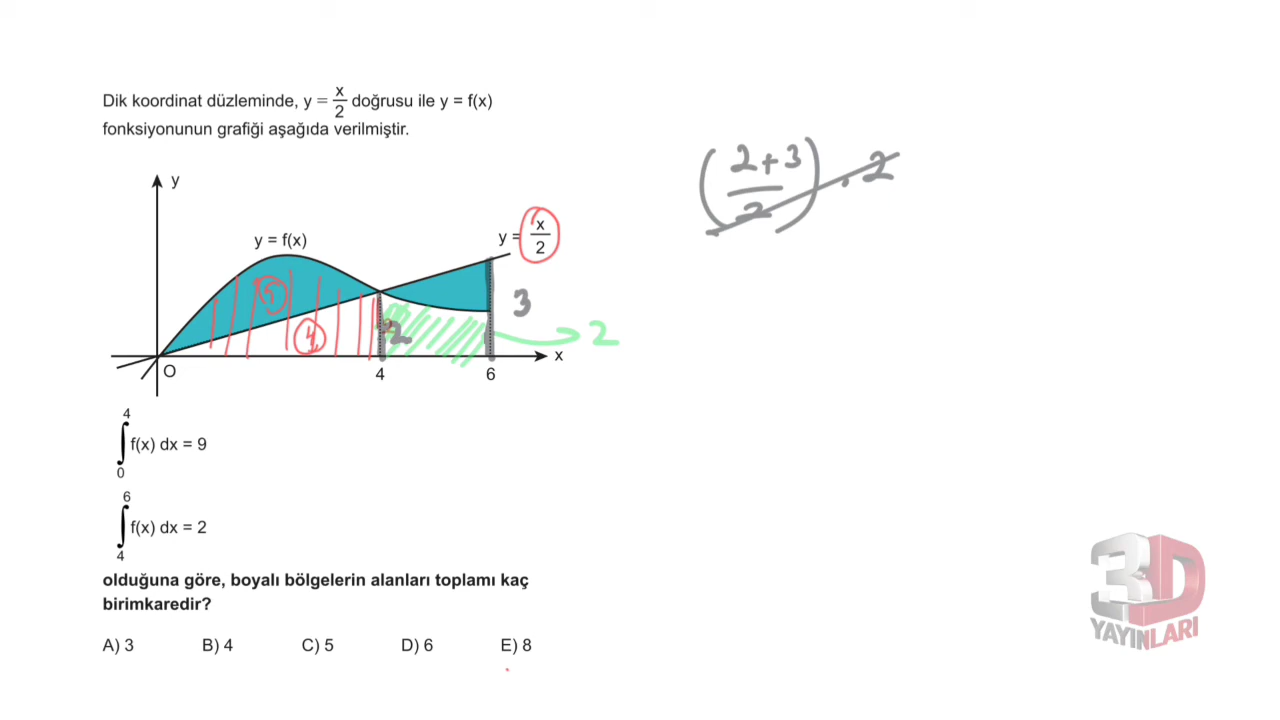 Dik koordinat düzleminde, y = x/2 doğrusu ile y = f(x)
fonksiyonunun grafiği aşağıda verilmiştir.
(2+3/2) . 2
y
y = f(x)
y = x/2
5
4
2
3
2
x
O
4
6
∫₀⁴ f(x) dx = 9
∫₄⁶ f(x) dx = 2
olduğuna göre, boyalı bölgelerin alanları toplamı kaç
birimkaredir?
A) 3 B) 4 C) 5 D) 6 E) 8
3D
YAYINLARI